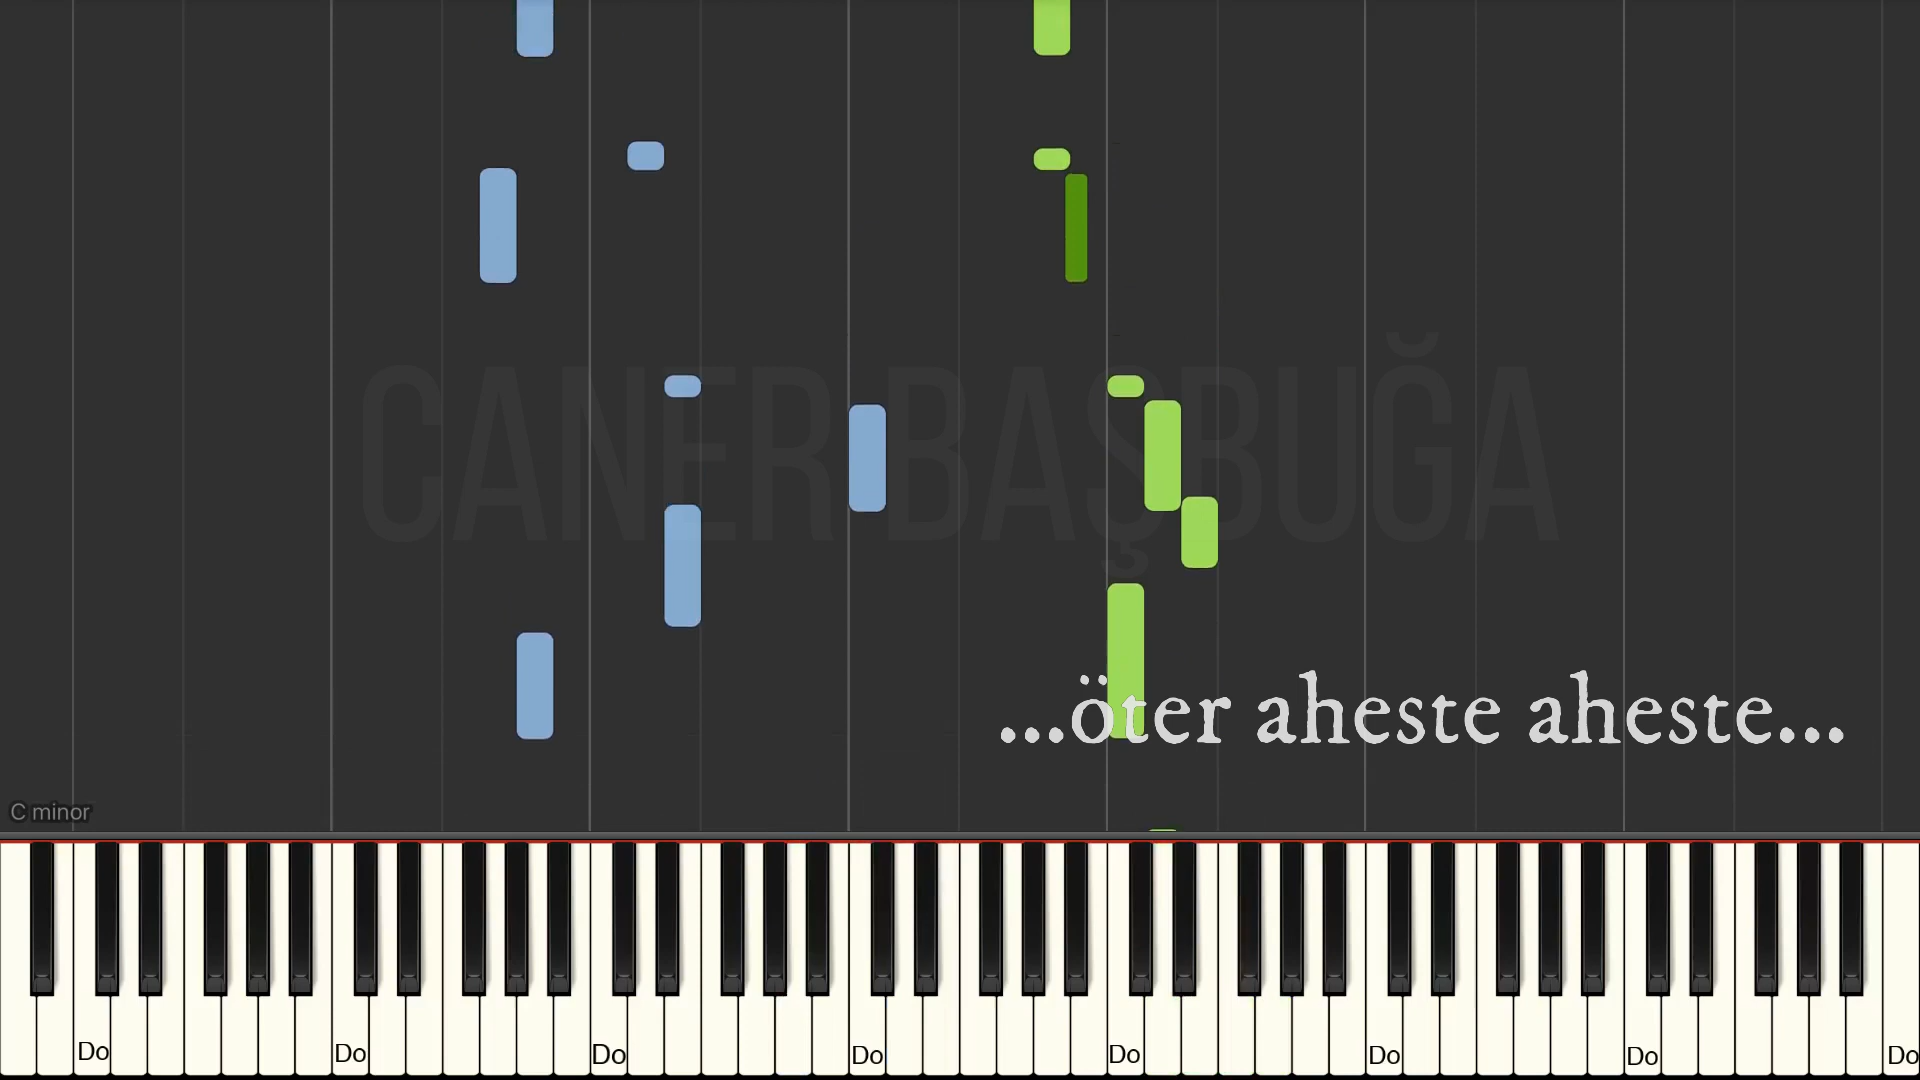 CANER BAŞBUĞA
...öter aheste aheste...
C minor
Do Do Do Do Do Do Do Do